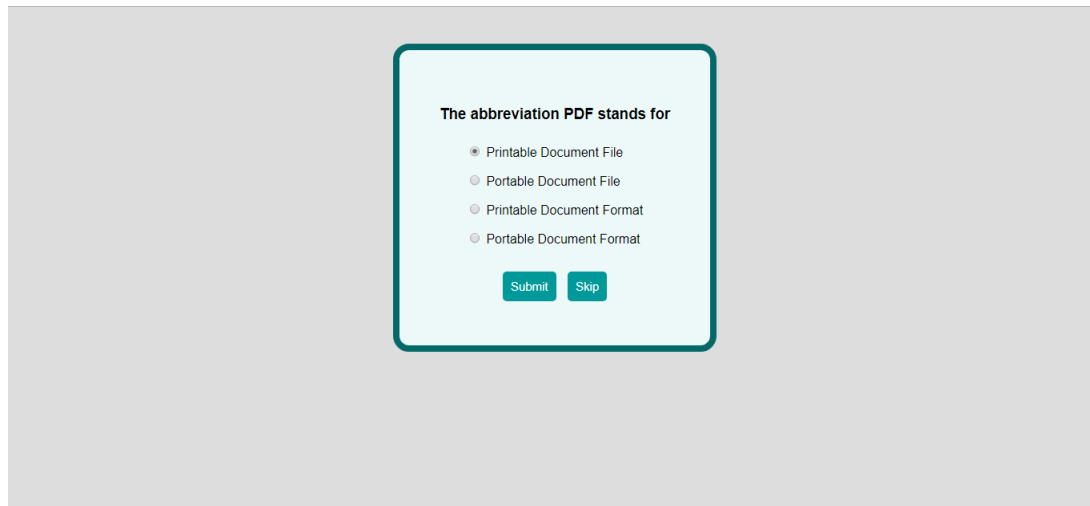 The abbreviation PDF stands for
Printable Document File
Portable Document File
Printable Document Format
Portable Document Format
Submit Skip